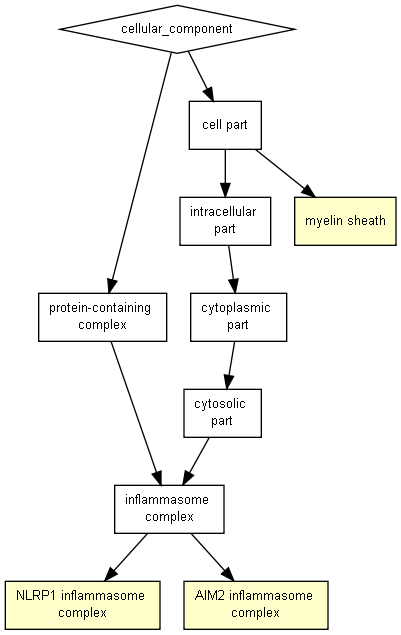 cellular_component
cell part
intracellular
part
myelin sheath
protein-containing
complex
cytoplasmic
part
cytosolic
part
inflammasome
complex
NLRP1 inflammasome
complex
AIM2 inflammasome
complex